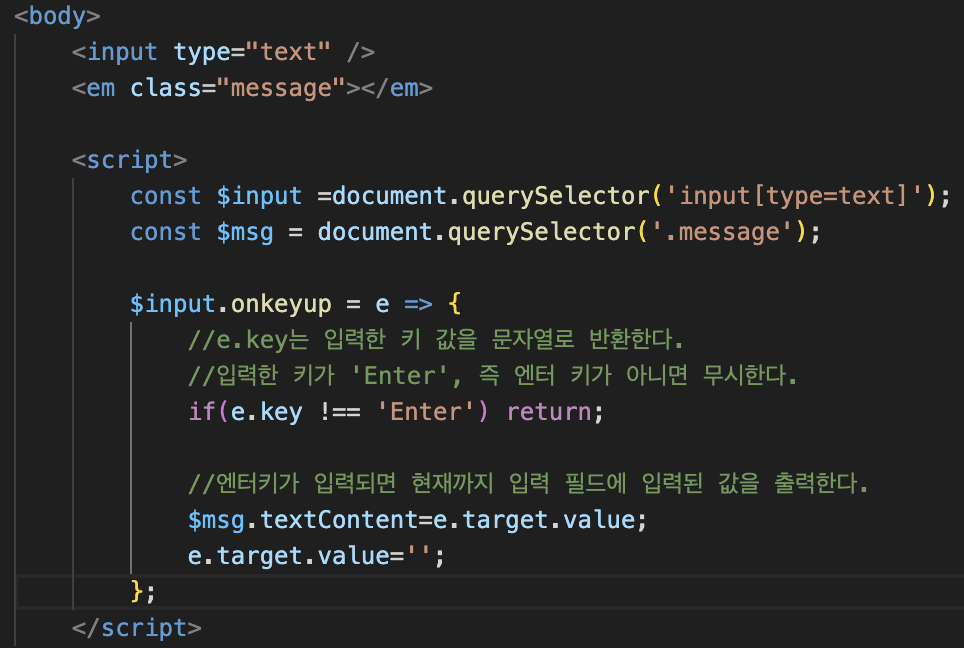 <body>
<input type="text" />
<em class="message"></em>
<script>
const $input =document.querySelector('input[type=text]');
const $msg = document.querySelector('.message');
$input.onkeyup = e => {
//e.key는 입력한 키 값을 문자열로 반환한다.
//입력한 키가 'Enter', 즉 엔터 키가 아니면 무시한다.
if(e.key !== 'Enter') return;
//엔터키가 입력되면 현재까지 입력 필드에 입력된 값을 출력한다.
$msg.textContent=e.target.value;
e.target.value='';
};
</script>